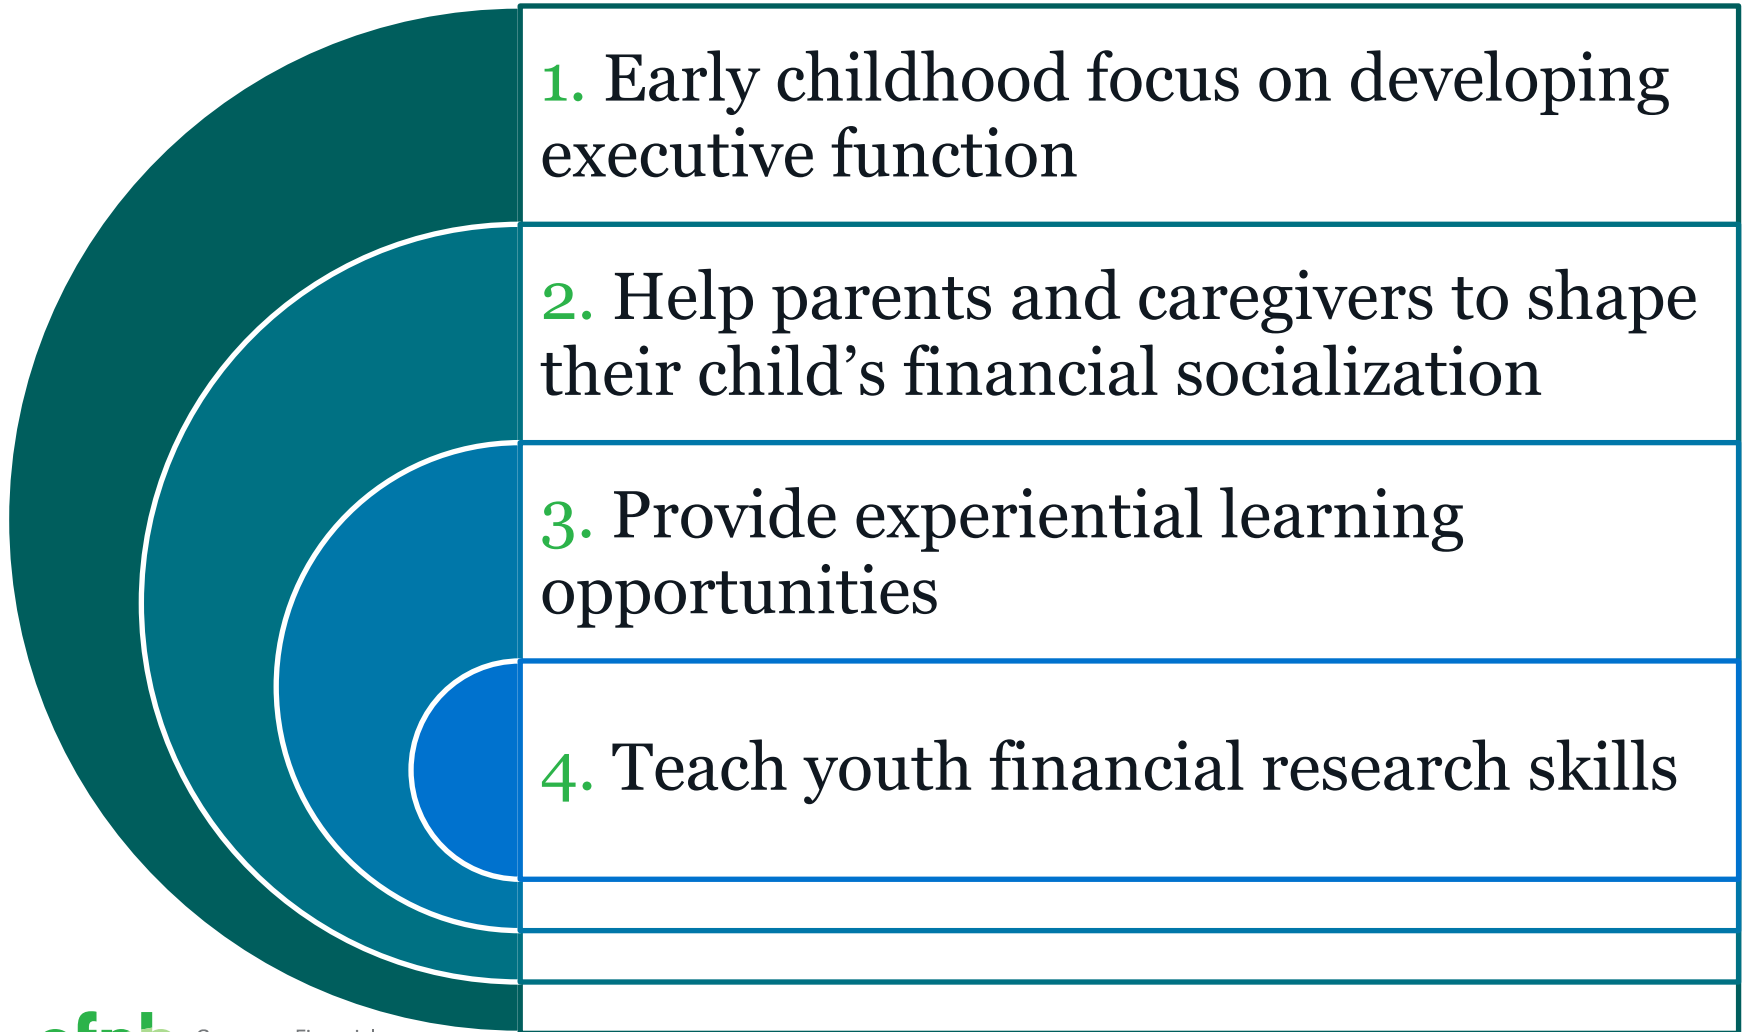 1. Early childhood focus on developing
executive function
2. Help parents and caregivers to shape
their child’s financial socialization
3. Provide experiential learning
opportunities
4. Teach youth financial research skills
cfpb